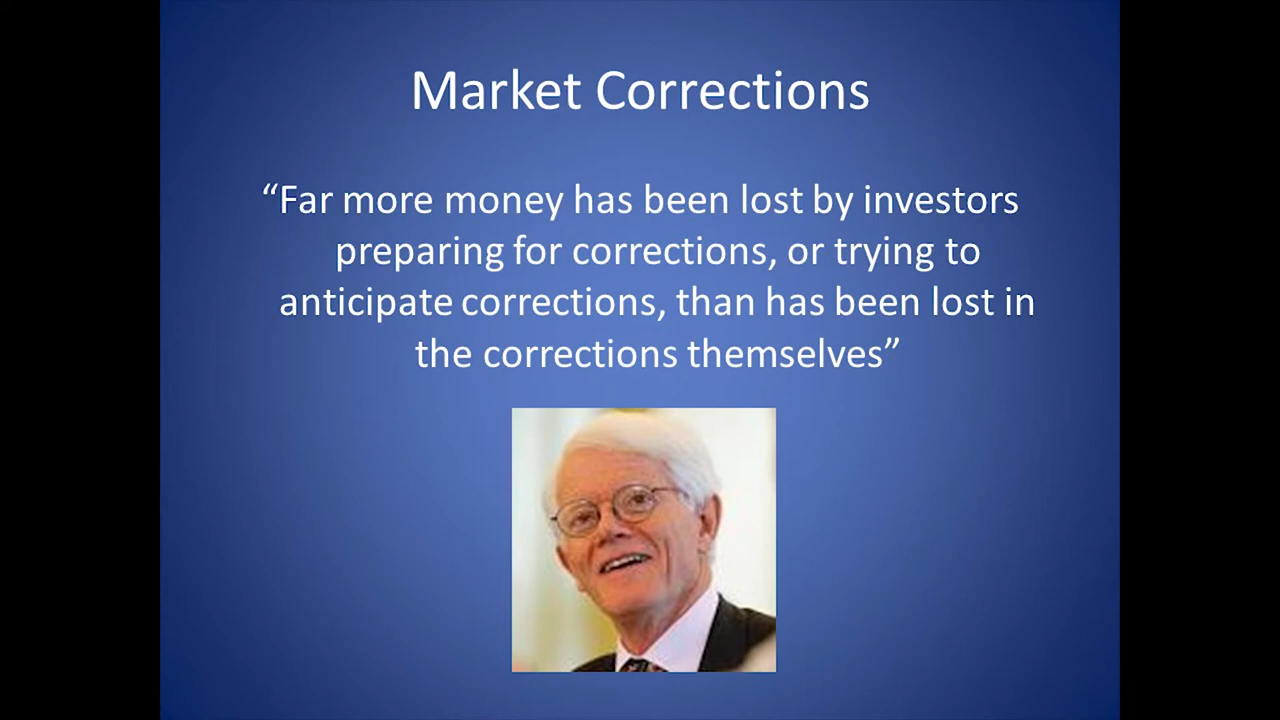 Market Corrections
“Far more money has been lost by investors
preparing for corrections, or trying to
anticipate corrections, than has been lost in
the corrections themselves”